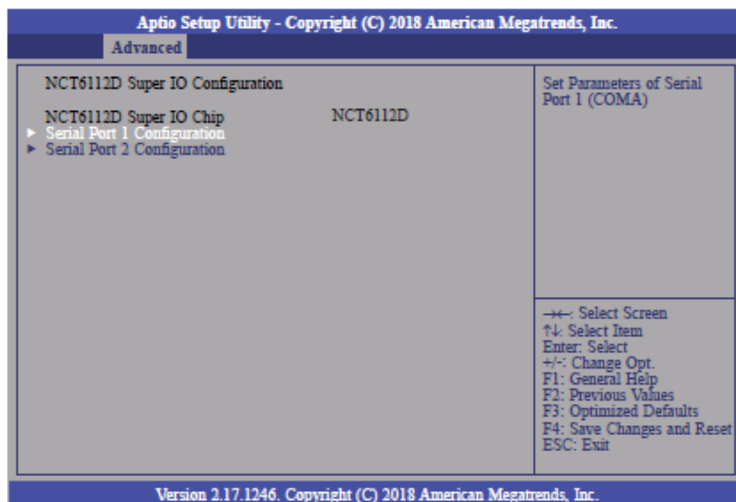 Aptio Setup Utility - Copyright (C) 2018 American Megatrends, Inc.
Advanced
NCT6112D Super IO Configuration
NCT6112D Super IO Chip NCT6112D
► Serial Port 1 Configuration
► Serial Port 2 Configuration
Set Parameters of Serial
Port 1 (COMA)
→←: Select Screen
↑↓: Select Item
Enter: Select
+/-: Change Opt.
F1: General Help
F2: Previous Values
F3: Optimized Defaults
F4: Save Changes and Reset
ESC: Exit
Version 2.17.1246. Copyright (C) 2018 American Megatrends, Inc.